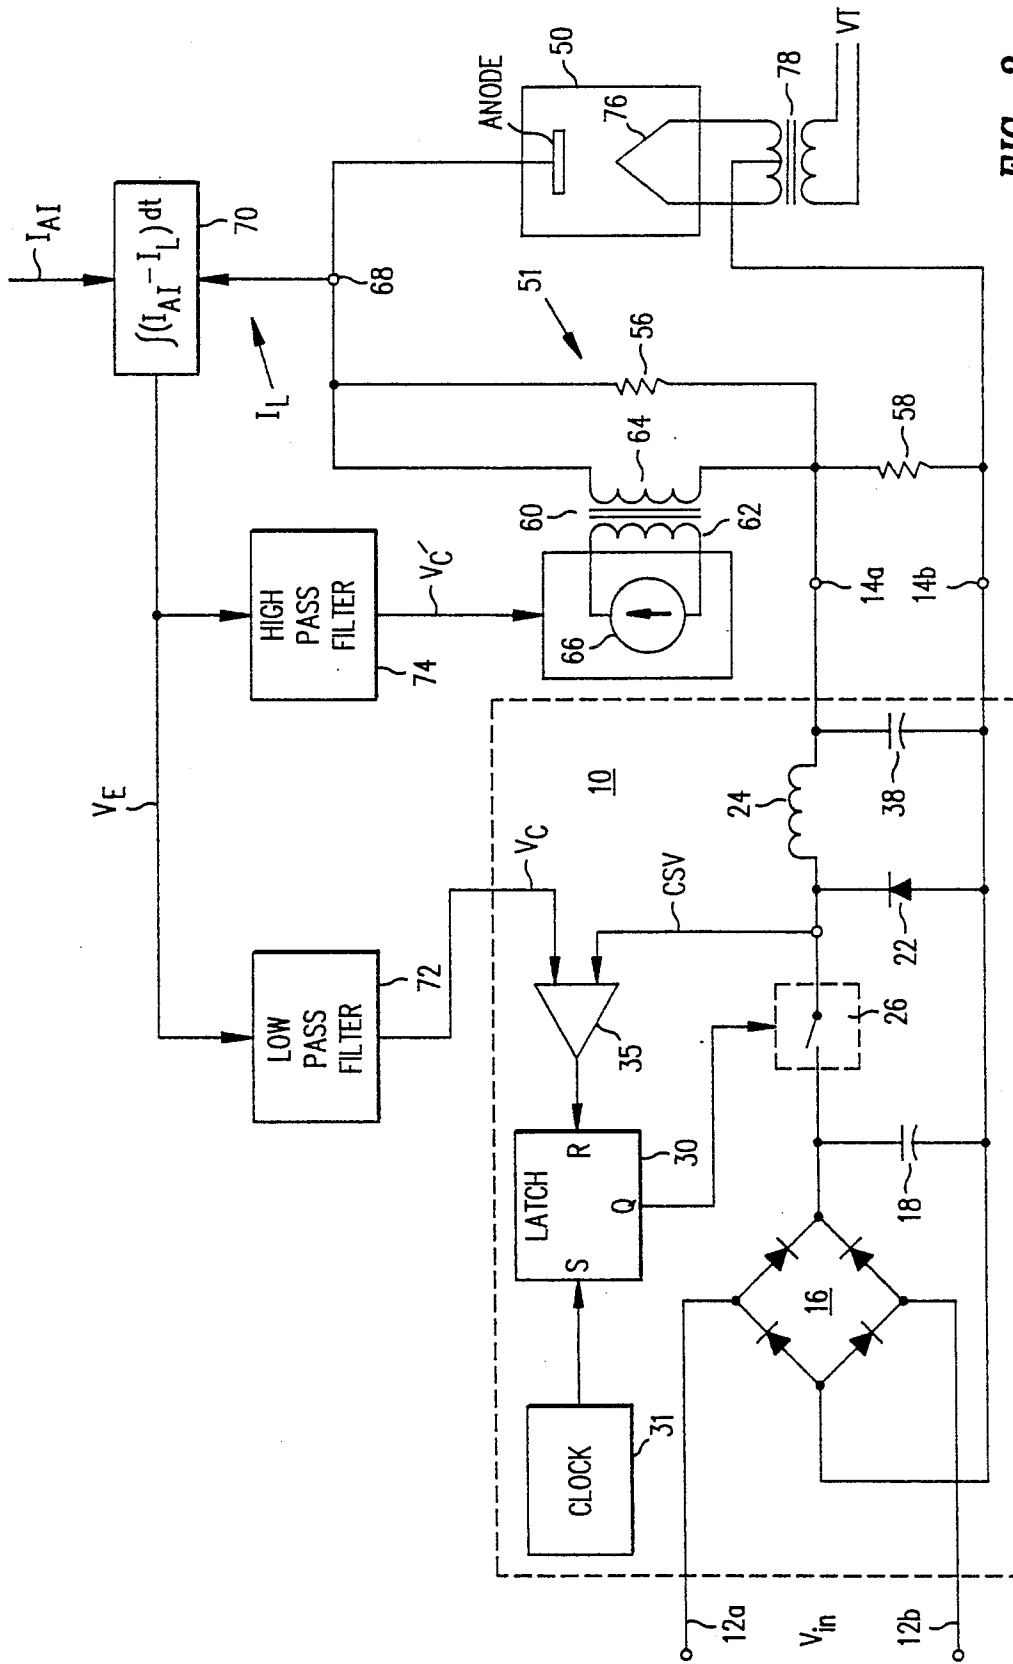 I_AI
∫(I_AI-I_L)dt
70
I_L
68
ANODE
50
76
78
VT
51
56
58
64
60
62
66
HIGH
PASS
FILTER
74
V_C'
V_E
LOW
PASS
FILTER
72
V_C
10
CSV
35
LATCH
S
R
Q
30
CLOCK
31
26
24
22
38
18
16
14a
14b
12a
12b
V_in